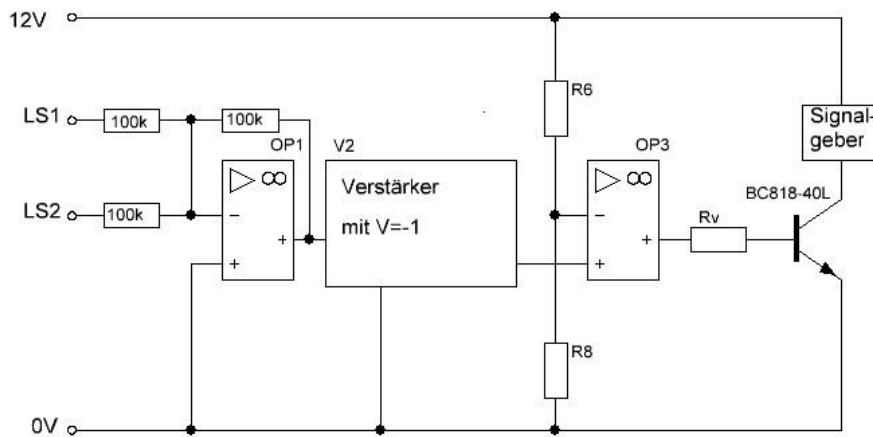 12V
R6
LS1
100k
100k
OP1
V2
OP3
Signal-
geber
∞
Verstärker
∞
BC818-40L
LS2
100k
−
mit V=-1
−
Rv
+
+
+
+
R8
0V